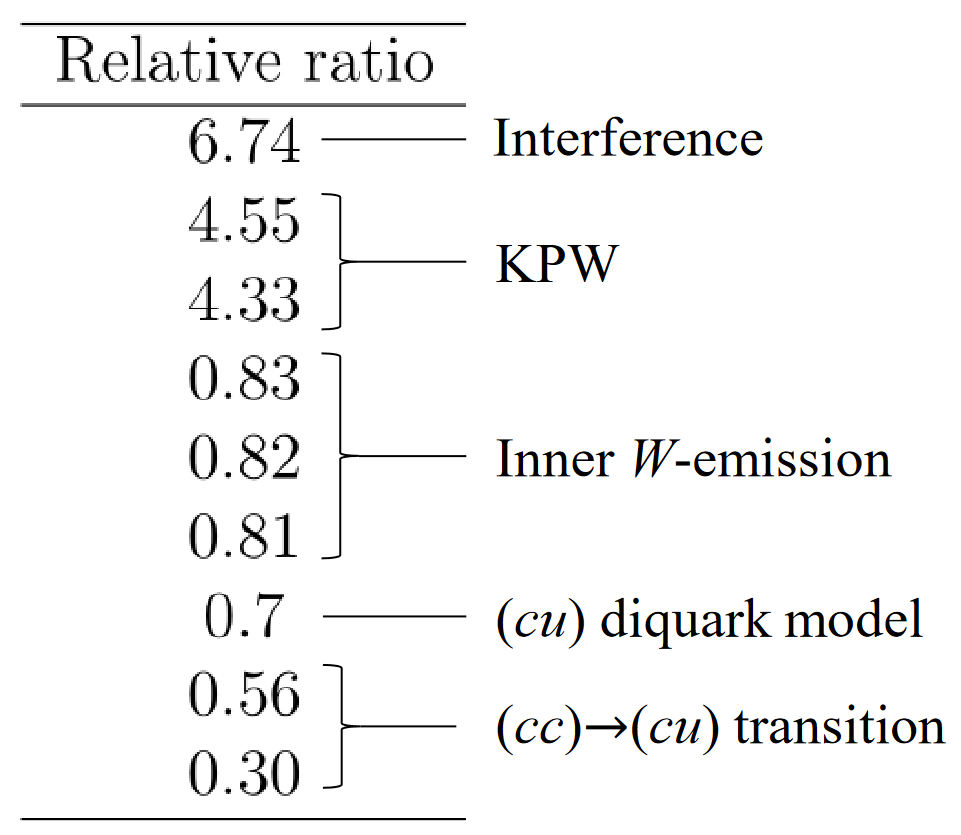 Relative ratio
6.74 Interference
4.55
KPW
4.33
0.83
0.82 Inner W-emission
0.81
0.7 (cu) diquark model
0.56
(cc)→(cu) transition
0.30